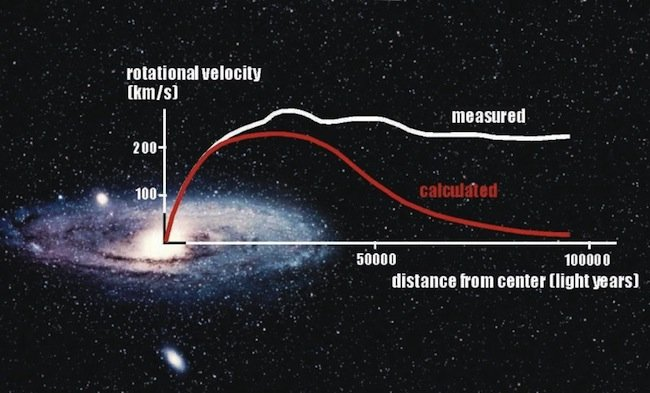 rotational velocity
(km/s)
measured
200
100
calculated
50000
100000
distance from center (light years)